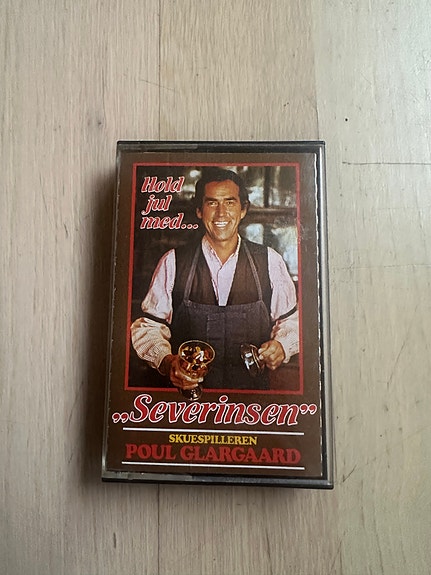 Hold
jul
med...
„Severinsen”
SKUESPILLEREN
POUL GLARGAARD